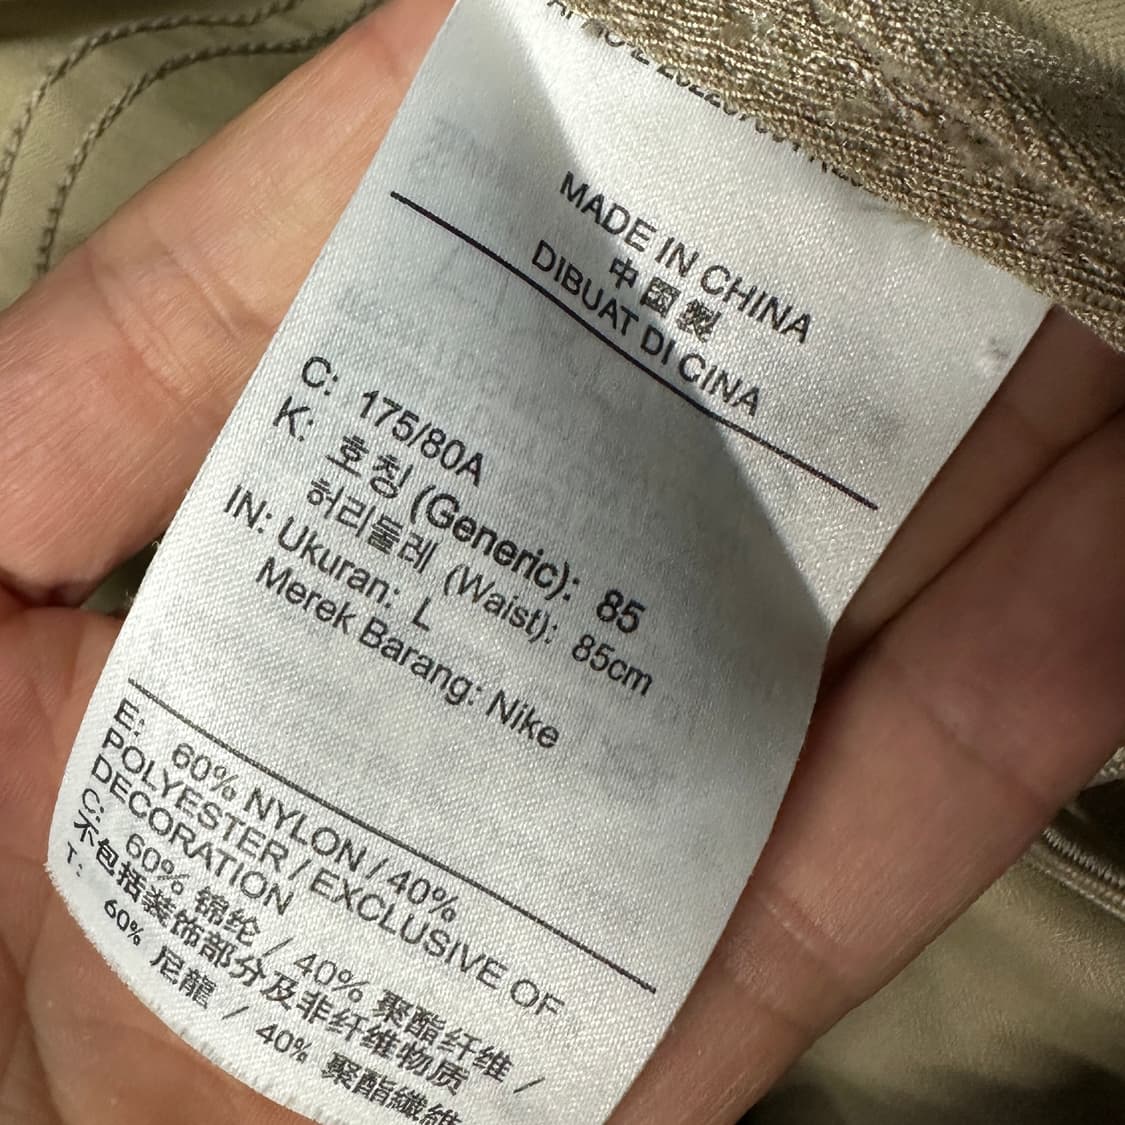 MADE IN CHINA
中國製
DIBUAT DI CINA
C: 175/80A
K: 호칭 (Generic): 85
허리둘레 (Waist): 85cm
IN: Ukuran: L
Merek Barang: Nike
E: 60% NYLON / 40%
POLYESTER / EXCLUSIVE OF
DECORATION
C: 60% 锦纶 / 40% 聚酯纤维 /
不包括装饰部分及非纤维物质
T: 60% 尼龍 / 40% 聚酯纖維